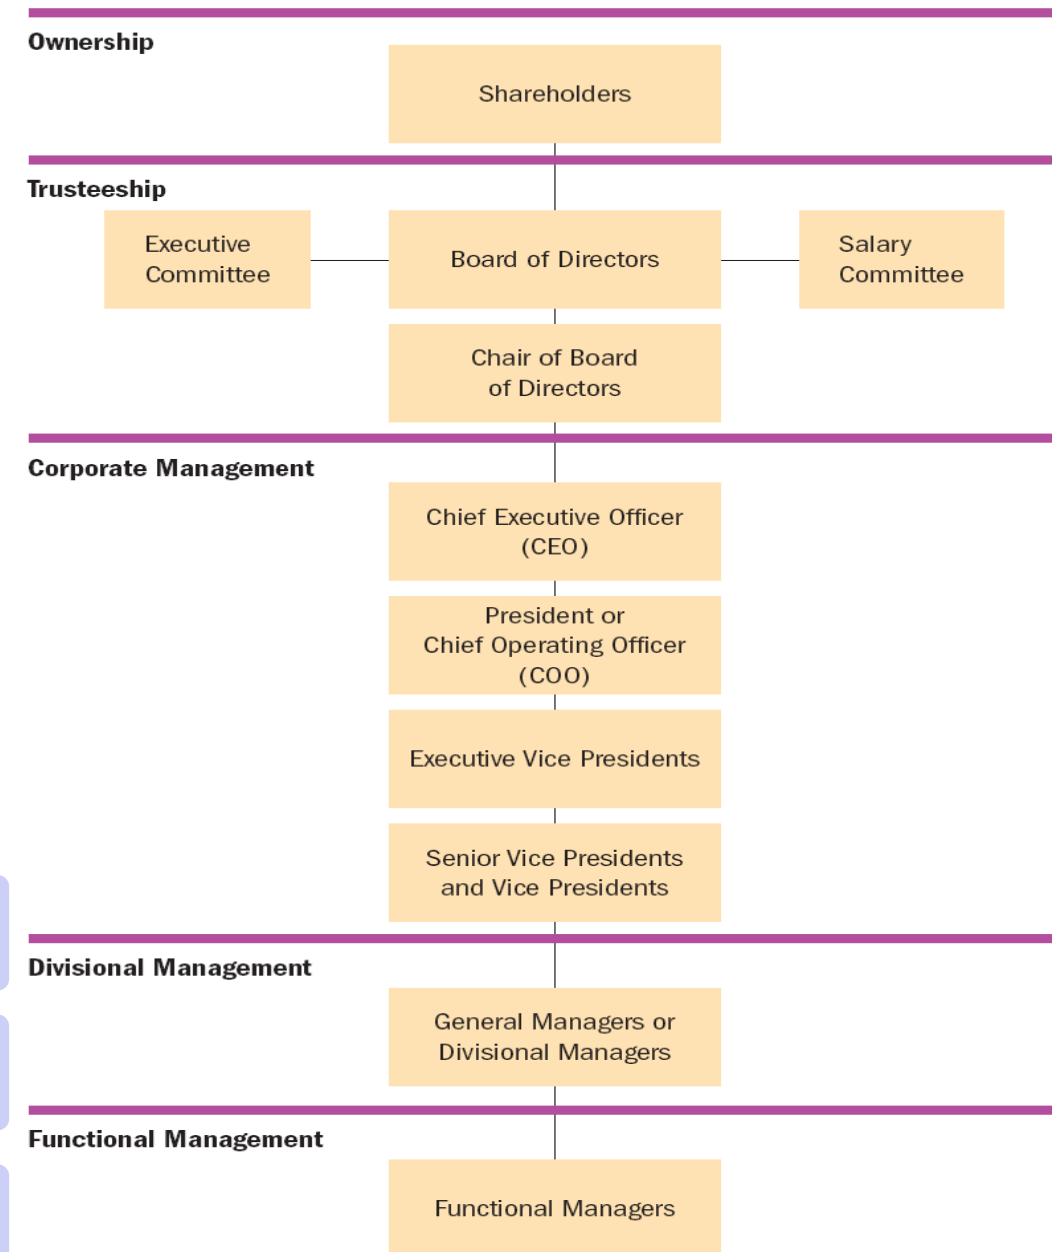 Ownership
Shareholders
Trusteeship
Executive
Committee
Board of Directors
Salary
Committee
Chair of Board
of Directors
Corporate Management
Chief Executive Officer
(CEO)
President or
Chief Operating Officer
(COO)
Executive Vice Presidents
Senior Vice Presidents
and Vice Presidents
Divisional Management
General Managers or
Divisional Managers
Functional Management
Functional Managers